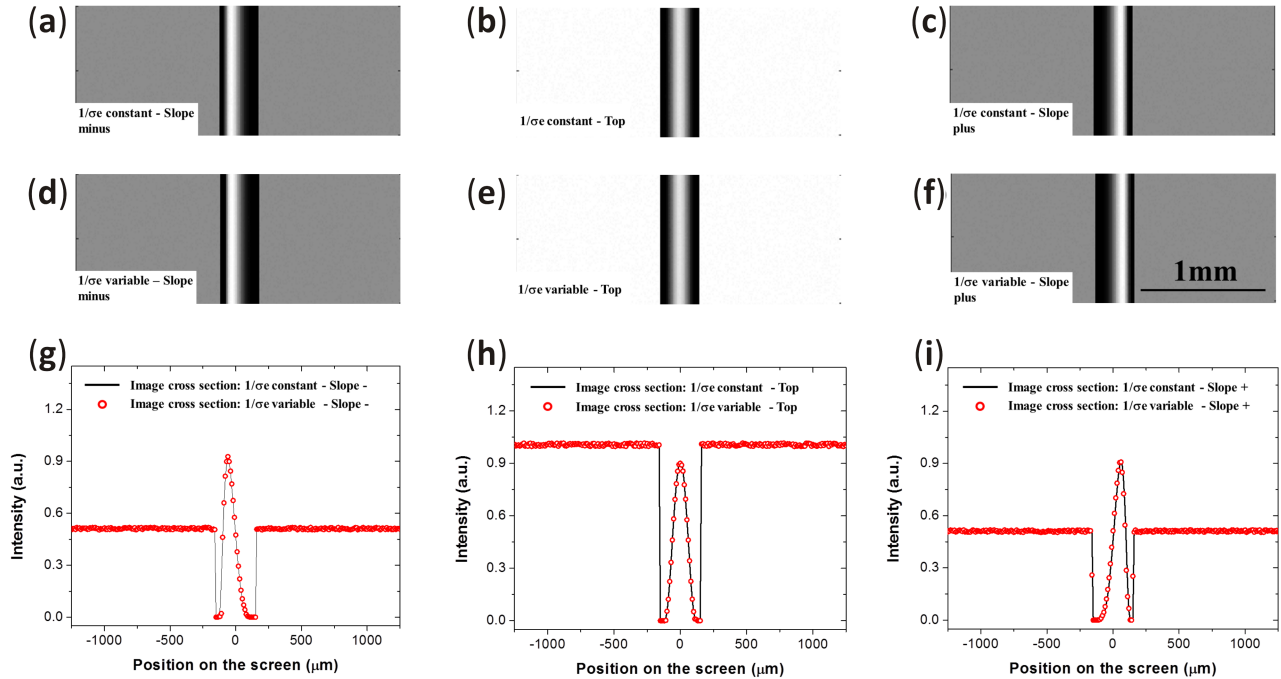 (a)
1/σe constant - Slope
minus
(b)
1/σe constant - Top
(c)
1/σe constant - Slope
plus
(d)
1/σe variable – Slope
minus
(e)
1/σe variable - Top
(f)
1/σe variable - Slope
plus
1mm
(g)
Image cross section: 1/σe constant - Slope -
Image cross section: 1/σe variable - Slope -
1.2
0.9
0.6
0.3
0.0
Intensity (a.u.)
-1000
-500
0
500
1000
Position on the screen (μm)
(h)
Image cross section: 1/σe constant - Top
Image cross section: 1/σe variable - Top
1.2
0.9
0.6
0.3
0.0
Intensity (a.u.)
-1000
-500
0
500
1000
Position on the screen (μm)
(i)
Image cross section: 1/σe constant - Slope +
Image cross section: 1/σe variable - Slope +
1.2
0.9
0.6
0.3
0.0
Intensity (a.u.)
-1000
-500
0
500
1000
Position on the screen (μm)